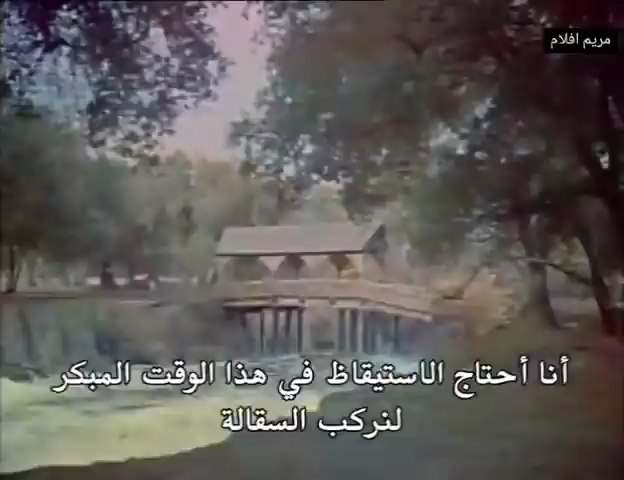 مريم افلام
أنا أحتاج الاستيقاظ في هذا الوقت المبكر
لنركب السقالة